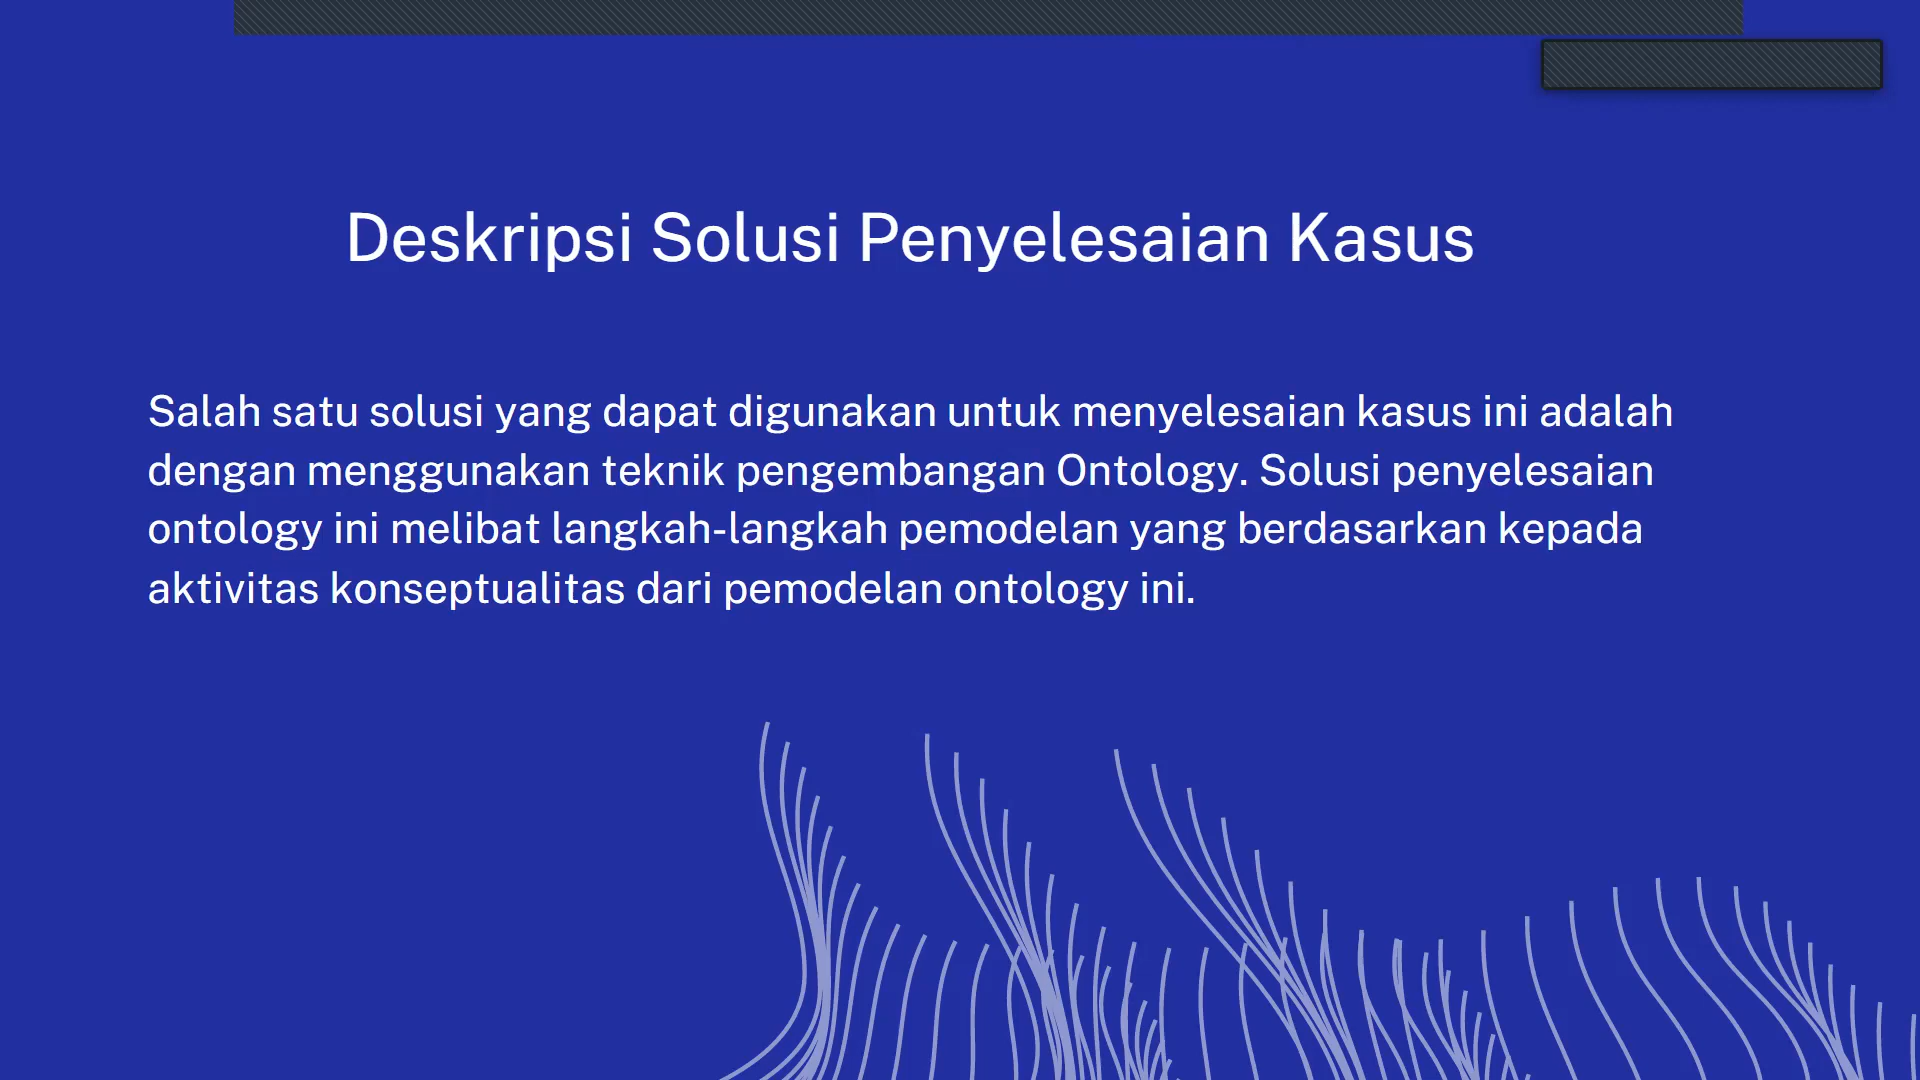 Deskripsi Solusi Penyelesaian Kasus
Salah satu solusi yang dapat digunakan untuk menyelesaian kasus ini adalah
dengan menggunakan teknik pengembangan Ontology. Solusi penyelesaian
ontology ini melibat langkah-langkah pemodelan yang berdasarkan kepada
aktivitas konseptualitas dari pemodelan ontology ini.